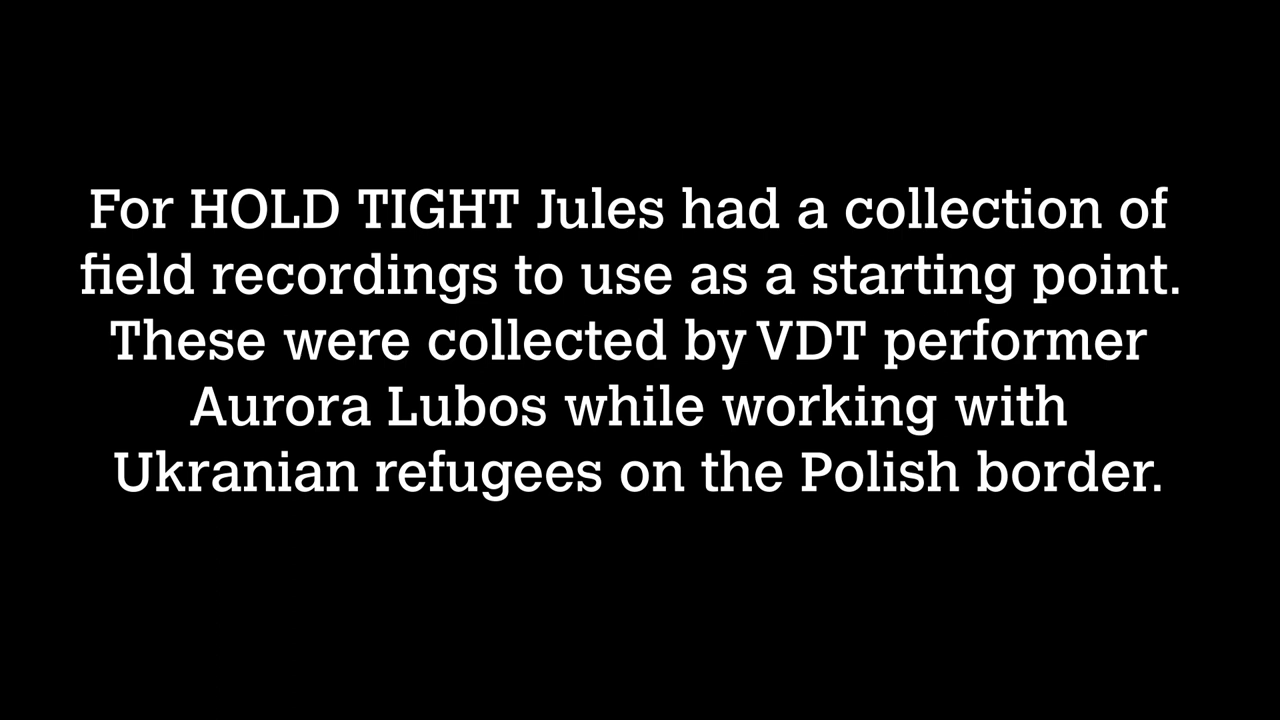 For HOLD TIGHT Jules had a collection of
field recordings to use as a starting point.
These were collected by VDT performer
Aurora Lubos while working with
Ukranian refugees on the Polish border.